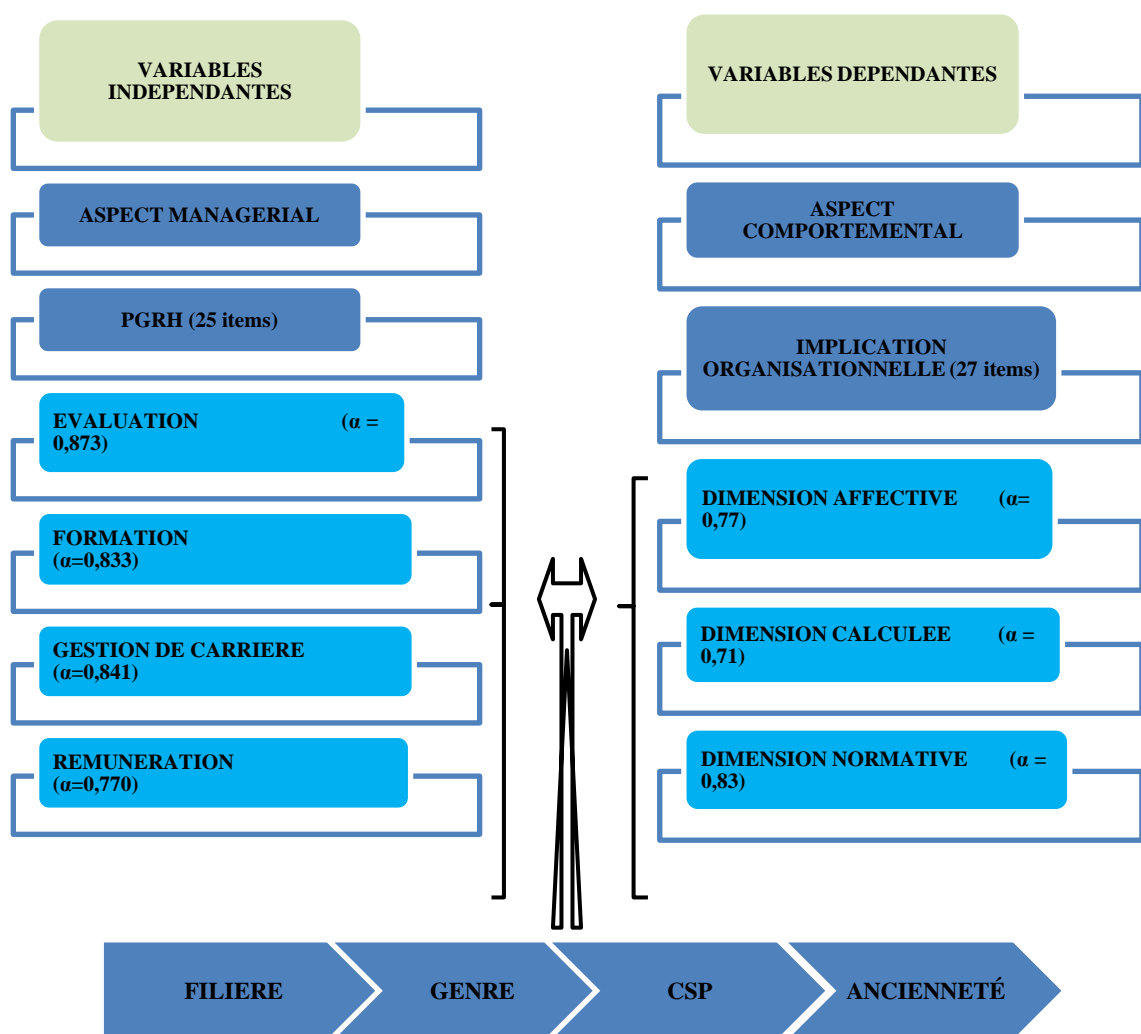 VARIABLES
INDEPENDANTES
ASPECT MANAGERIAL
PGRH (25 items)
EVALUATION (α =
0,873)
FORMATION
(α=0,833)
GESTION DE CARRIERE
(α=0,841)
REMUNERATION
(α=0,770)
VARIABLES DEPENDANTES
ASPECT
COMPORTEMENTAL
IMPLICATION
ORGANISATIONNELLE (27 items)
DIMENSION AFFECTIVE (α=
0,77)
DIMENSION CALCULEE (α =
0,71)
DIMENSION NORMATIVE (α =
0,83)
FILIERE
GENRE
CSP
ANCIENNETÉ